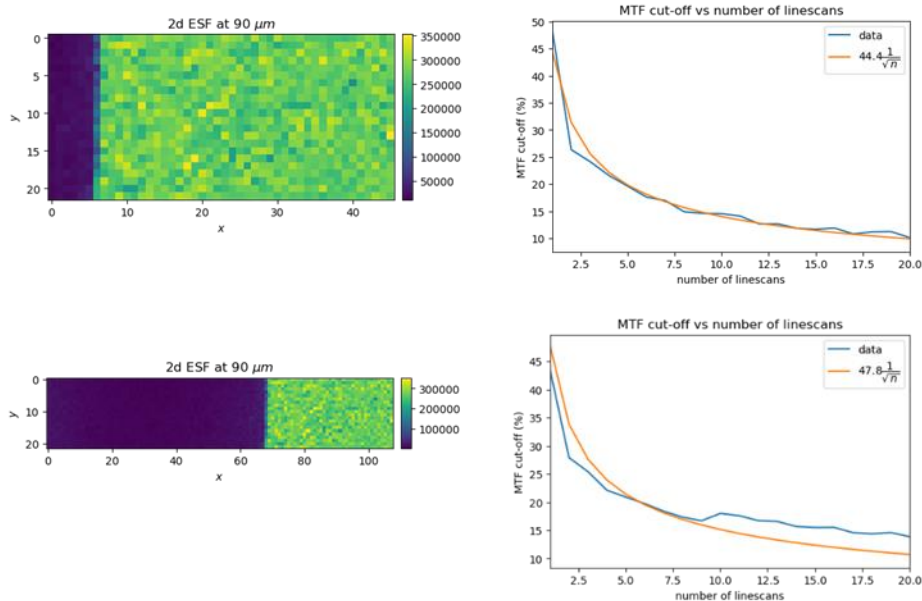 2d ESF at 90 μm
0
5
10
15
20
y
0 10 20 30 40
x
350000
300000
250000
200000
150000
100000
50000
MTF cut-off vs number of linescans
50
45
40
35
30
25
20
15
10
MTF cut-off (%)
data
44.4 1/√n
2.5 5.0 7.5 10.0 12.5 15.0 17.5 20.0
number of linescans
2d ESF at 90 μm
0
10
20
y
0 20 40 60 80 100
x
300000
200000
100000
MTF cut-off vs number of linescans
45
40
35
30
25
20
15
10
MTF cut-off (%)
data
47.8 1/√n
2.5 5.0 7.5 10.0 12.5 15.0 17.5 20.0
number of linescans